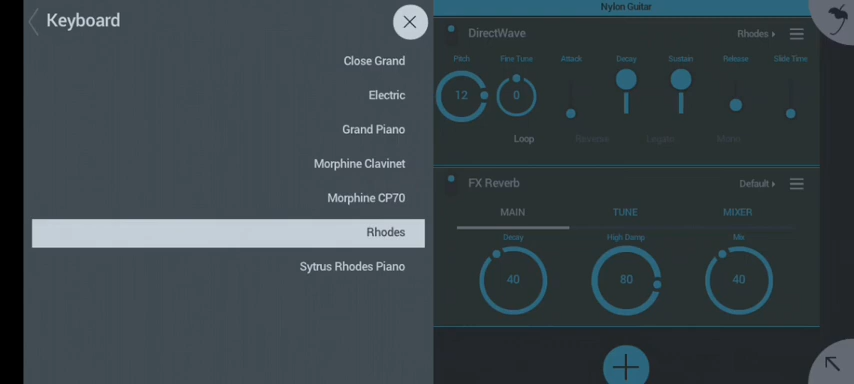 Keyboard
Close Grand
Electric
Grand Piano
Morphine Clavinet
Morphine CP70
Rhodes
Sytrus Rhodes Piano
Nylon Guitar
DirectWave Rhodes
Pitch Fine Tune Attack Decay Sustain Release Slide Time
12 0
Loop Reverse Legato Mono
FX Reverb Default
MAIN TUNE MIXER
Decay High Damp Mix
40 80 40